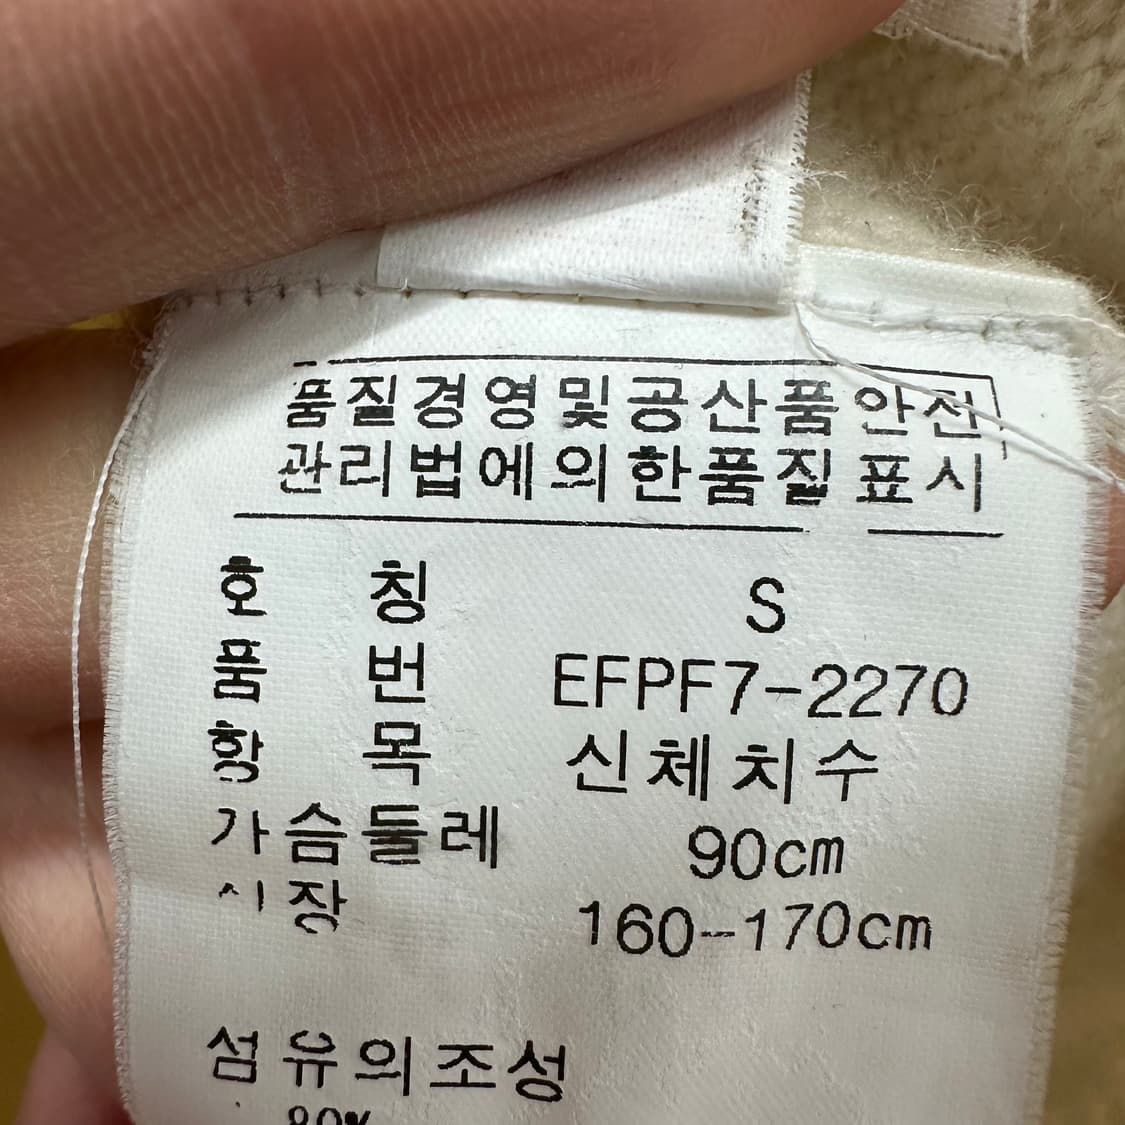 품질경영및공산품안전
관리법에의한품질표시
호 칭 S
품 번 EFPF7-2270
항 목 신체치수
가슴둘레 90cm
신장 160-170cm
섬유의조성
80%